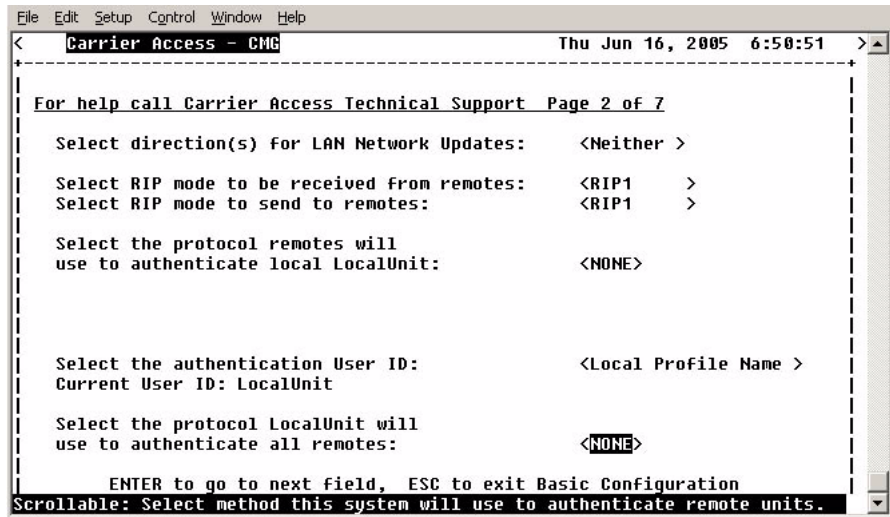 File Edit Setup Control Window Help
< Carrier Access - CMG Thu Jun 16, 2005 6:50:51 >
For help call Carrier Access Technical Support Page 2 of 7
Select direction(s) for LAN Network Updates: <Neither >
Select RIP mode to be received from remotes: <RIP1 >
Select RIP mode to send to remotes: <RIP1 >
Select the protocol remotes will
use to authenticate local LocalUnit: <NONE>
Select the authentication User ID: <Local Profile Name >
Current User ID: LocalUnit
Select the protocol LocalUnit will
use to authenticate all remotes: <NONE>
ENTER to go to next field, ESC to exit Basic Configuration
Scrollable: Select method this system will use to authenticate remote units.